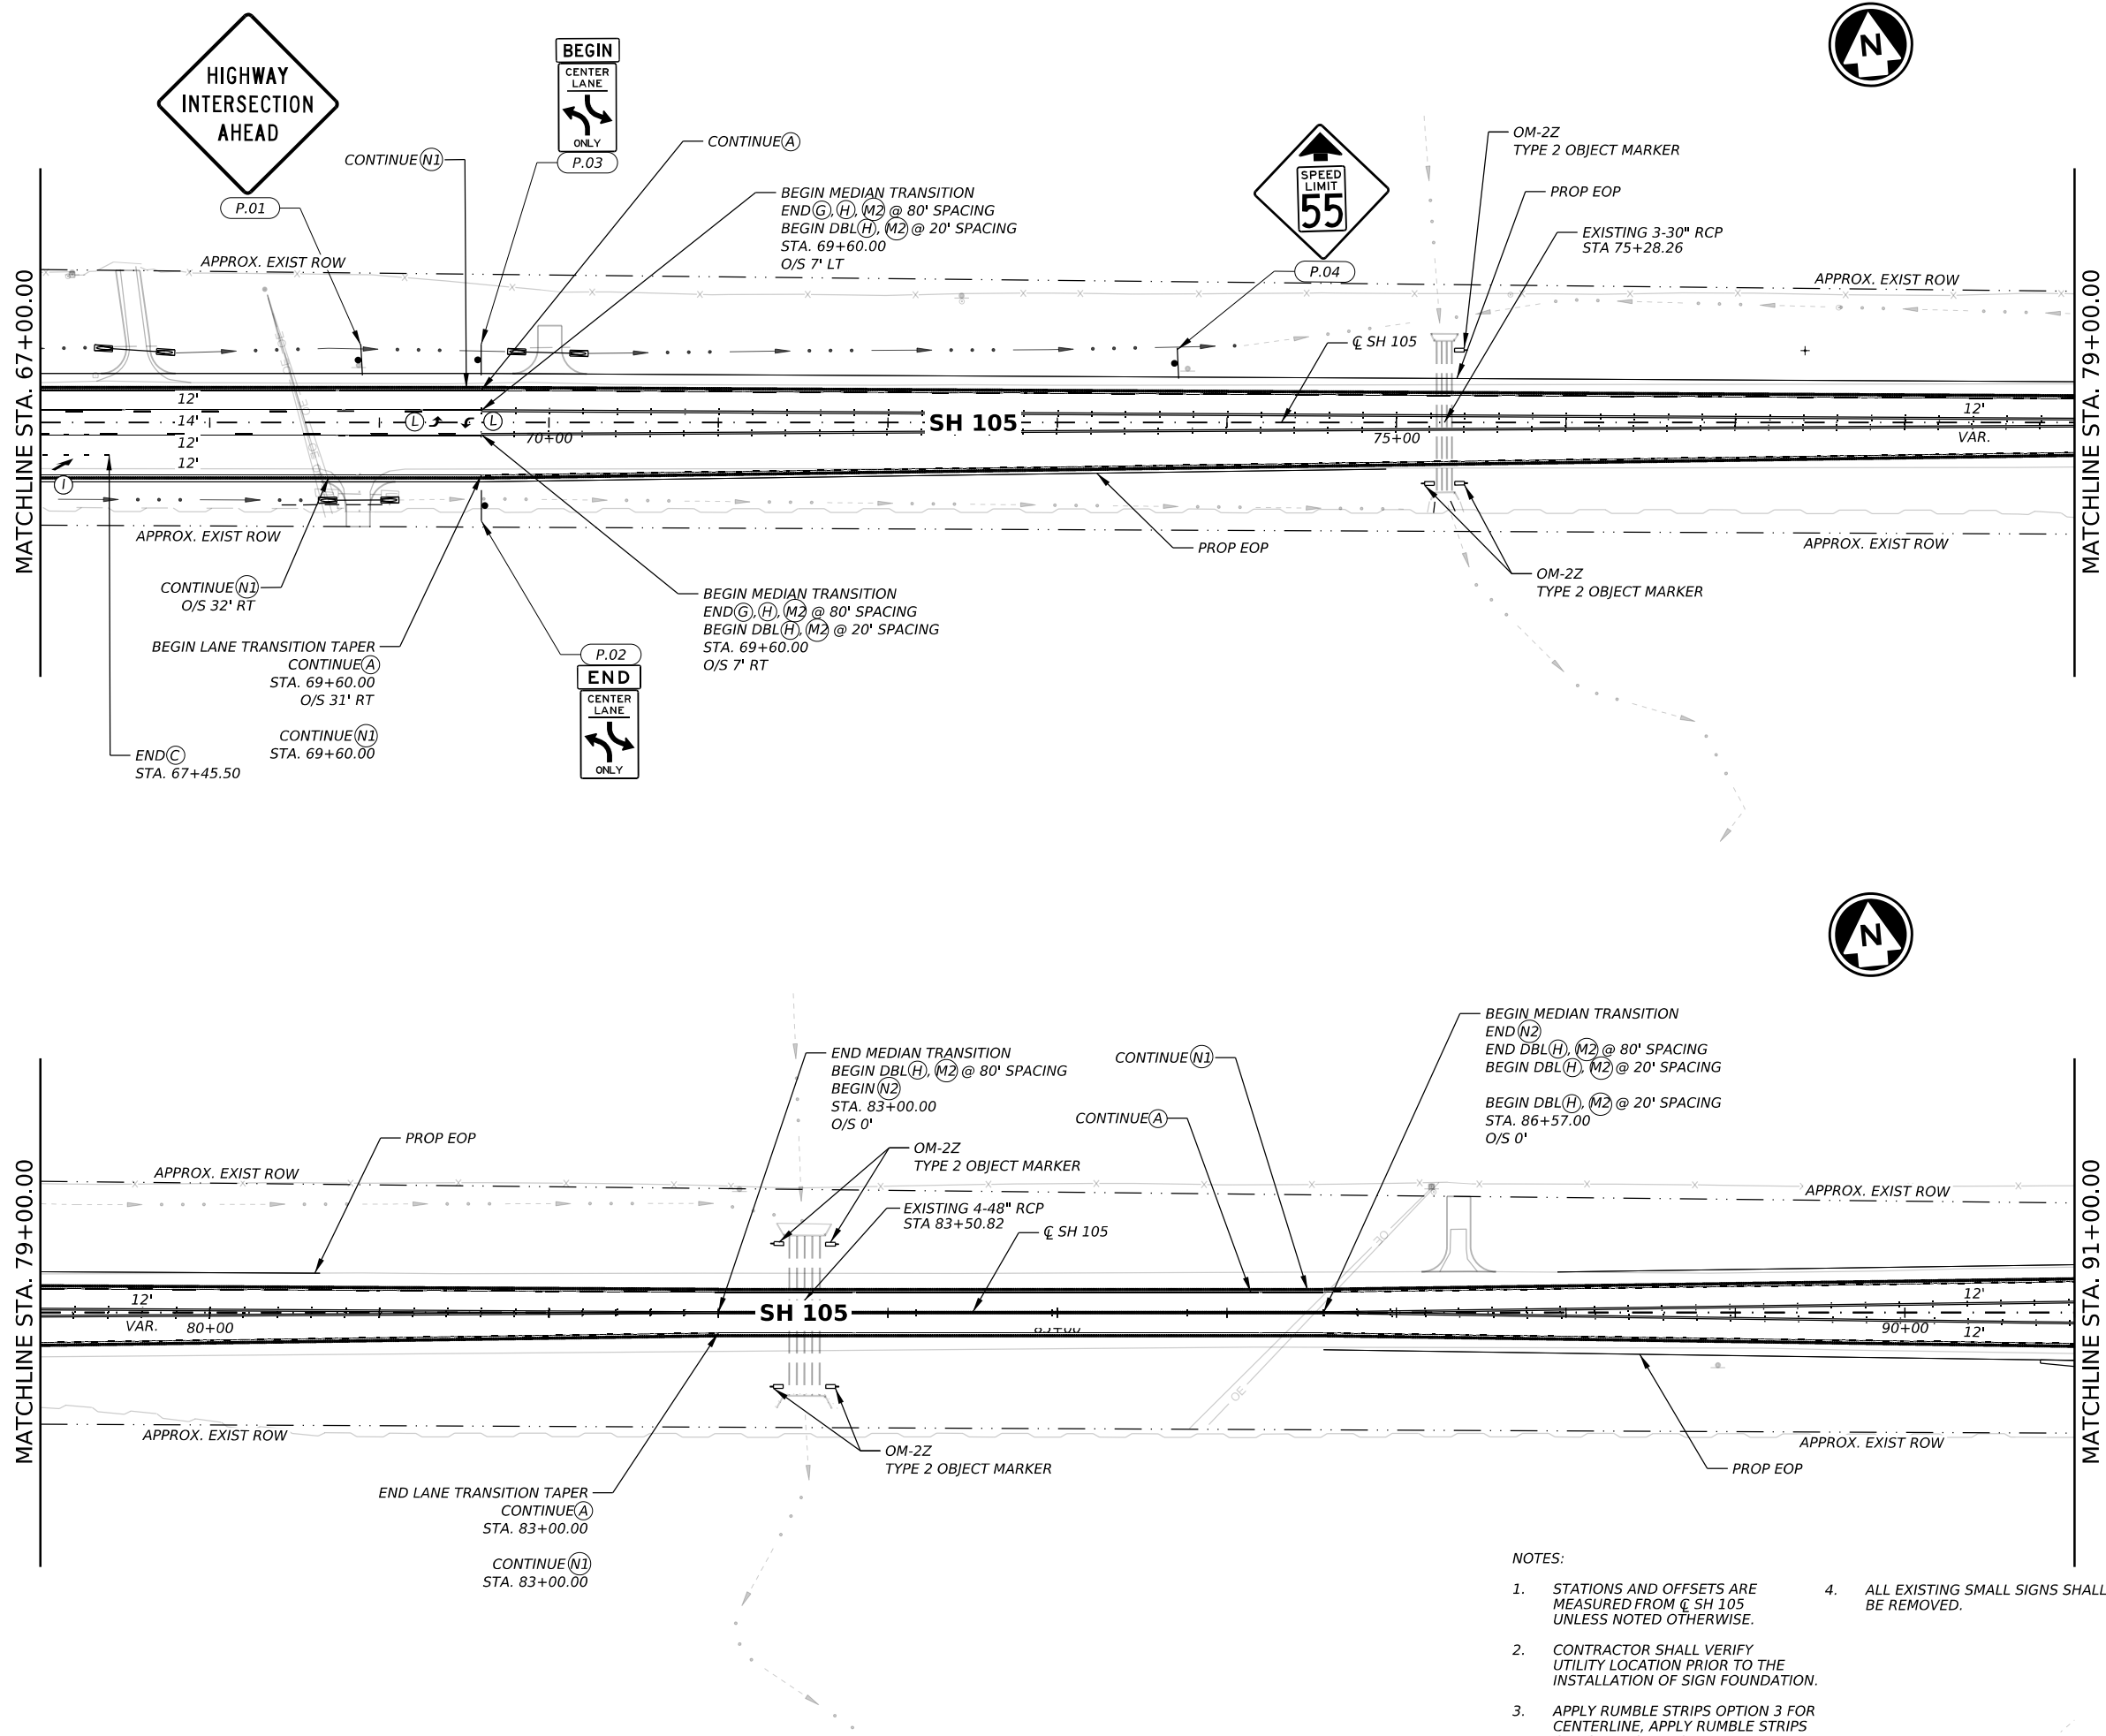 HIGHWAY
INTERSECTION
AHEAD
P.01
BEGIN
CENTER
LANE
ONLY
P.03
CONTINUE N1
CONTINUE A
BEGIN MEDIAN TRANSITION
END G, H, M2 @ 80' SPACING
BEGIN DBL H, M2 @ 20' SPACING
STA. 69+60.00
O/S 7' LT
SPEED
LIMIT
55
P.04
OM-2Z
TYPE 2 OBJECT MARKER
PROP EOP
EXISTING 3-30" RCP
STA 75+28.26
N
APPROX. EXIST ROW
APPROX. EXIST ROW
MATCHLINE STA. 67+00.00
MATCHLINE STA. 79+00.00
℄ SH 105
12'
14'
12'
12'
L
L
I
70+00
SH 105
75+00
12'
VAR.
APPROX. EXIST ROW
APPROX. EXIST ROW
PROP EOP
CONTINUE N1
O/S 32' RT
BEGIN LANE TRANSITION TAPER
CONTINUE A
STA. 69+60.00
O/S 31' RT
CONTINUE N1
STA. 69+60.00
END C
STA. 67+45.50
P.02
END
CENTER
LANE
ONLY
BEGIN MEDIAN TRANSITION
END G, H, M2 @ 80' SPACING
BEGIN DBL H, M2 @ 20' SPACING
STA. 69+60.00
O/S 7' RT
OM-2Z
TYPE 2 OBJECT MARKER
N
MATCHLINE STA. 79+00.00
MATCHLINE STA. 91+00.00
PROP EOP
APPROX. EXIST ROW
END MEDIAN TRANSITION
BEGIN DBL H, M2 @ 80' SPACING
BEGIN N2
STA. 83+00.00
O/S 0'
OM-2Z
TYPE 2 OBJECT MARKER
EXISTING 4-48" RCP
STA 83+50.82
℄ SH 105
CONTINUE N1
CONTINUE A
BEGIN MEDIAN TRANSITION
END N2
END DBL H, M2 @ 80' SPACING
BEGIN DBL H, M2 @ 20' SPACING
BEGIN DBL H, M2 @ 20' SPACING
STA. 86+57.00
O/S 0'
APPROX. EXIST ROW
OE
OE
12'
VAR.
80+00
SH 105
12'
90+00
12'
APPROX. EXIST ROW
APPROX. EXIST ROW
PROP EOP
OM-2Z
TYPE 2 OBJECT MARKER
END LANE TRANSITION TAPER
CONTINUE A
STA. 83+00.00
CONTINUE N1
STA. 83+00.00
NOTES:
1. STATIONS AND OFFSETS ARE
MEASURED FROM ℄ SH 105
UNLESS NOTED OTHERWISE.
2. CONTRACTOR SHALL VERIFY
UTILITY LOCATION PRIOR TO THE
INSTALLATION OF SIGN FOUNDATION.
3. APPLY RUMBLE STRIPS OPTION 3 FOR
CENTERLINE, APPLY RUMBLE STRIPS
4. ALL EXISTING SMALL SIGNS SHALL
BE REMOVED.